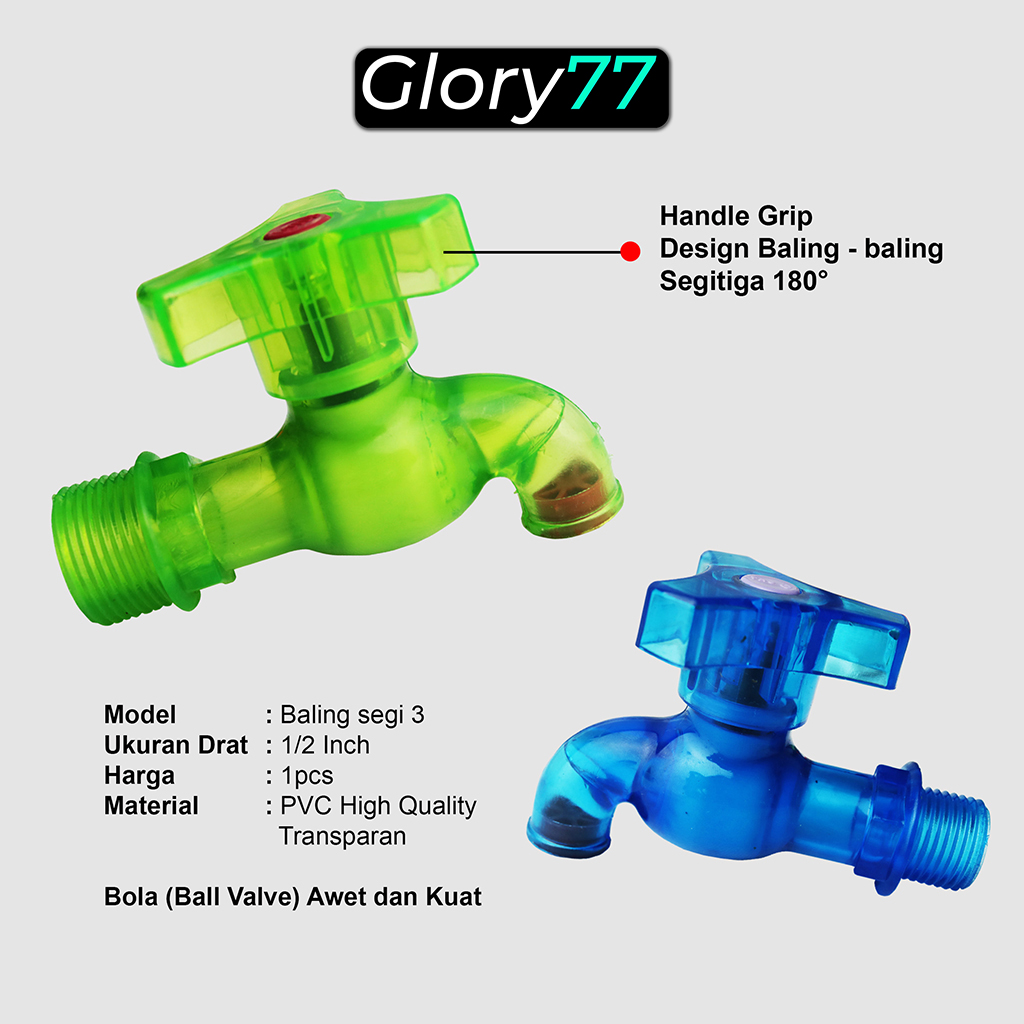 Glory77
Handle Grip
Design Baling - baling
Segitiga 180°
Model : Baling segi 3
Ukuran Drat : 1/2 Inch
Harga : 1pcs
Material : PVC High Quality
Transparan
Bola (Ball Valve) Awet dan Kuat